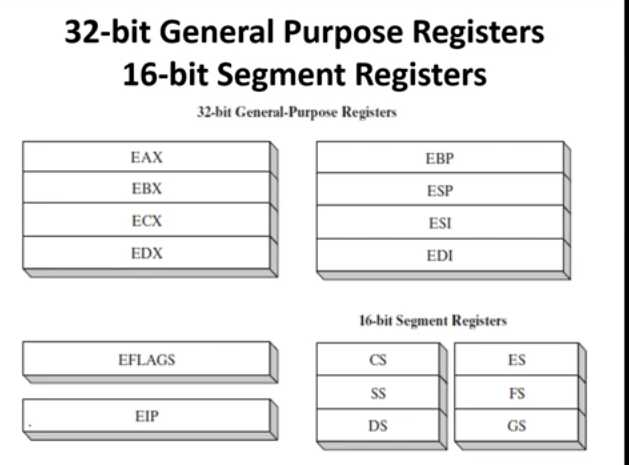 32-bit General Purpose Registers
16-bit Segment Registers
32-bit General-Purpose Registers
EAX
EBX
ECX
EDX
EBP
ESP
ESI
EDI
16-bit Segment Registers
EFLAGS
EIP
CS
SS
DS
ES
FS
GS